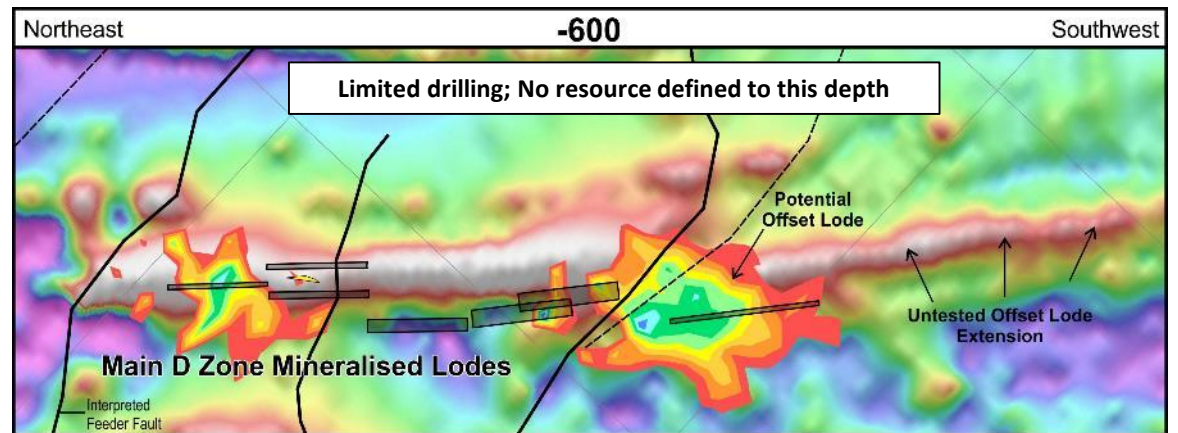 Northeast
-600
Southwest
Limited drilling; No resource defined to this depth
Potential
Offset Lode
Untested Offset Lode
Extension
Main D Zone Mineralised Lodes
Interpreted
Feeder Fault